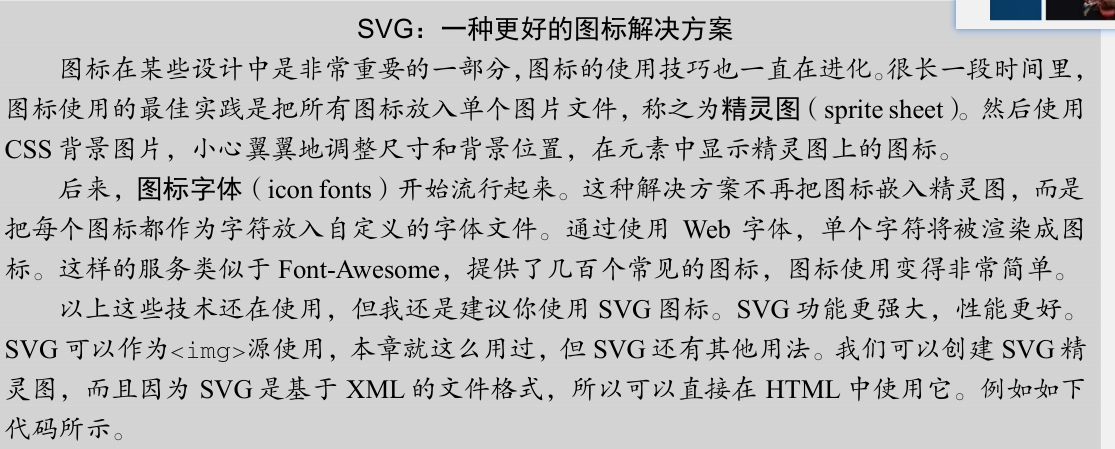 SVG：一种更好的图标解决方案
图标在某些设计中是非常重要的一部分，图标的使用技巧也一直在进化。很长一段时间里，
图标使用的最佳实践是把所有图标放入单个图片文件，称之为精灵图（sprite sheet）。然后使用
CSS 背景图片，小心翼翼地调整尺寸和背景位置，在元素中显示精灵图上的图标。
后来，图标字体（icon fonts）开始流行起来。这种解决方案不再把图标嵌入精灵图，而是
把每个图标都作为字符放入自定义的字体文件。通过使用 Web 字体，单个字符将被渲染成图
标。这样的服务类似于 Font-Awesome，提供了几百个常见的图标，图标使用变得非常简单。
以上这些技术还在使用，但我还是建议你使用 SVG 图标。SVG 功能更强大，性能更好。
SVG 可以作为<img>源使用，本章就这么用过，但 SVG 还有其他用法。我们可以创建 SVG 精
灵图，而且因为 SVG 是基于 XML 的文件格式，所以可以直接在 HTML 中使用它。例如如下
代码所示。